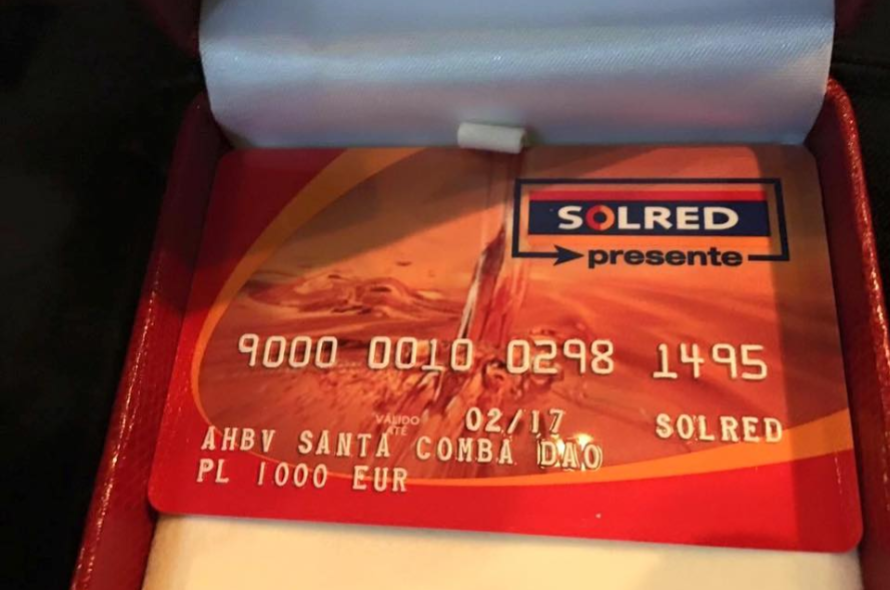 SOLRED
presente
9000 0010 0298 1495
VÁLIDO
ATÉ
02/17
SOLRED
AHBV SANTA COMBA DAO
PL 1000 EUR